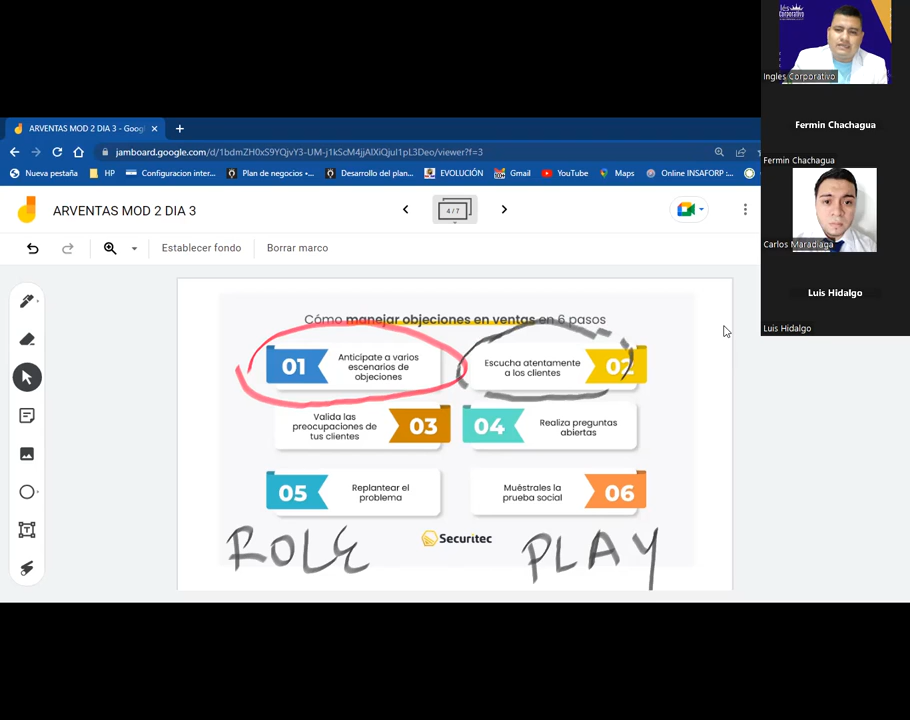 lés
Corporativo
Ingles Corporativo
Fermin Chachagua
Fermin Chachagua
Carlos Maradiaga
Luis Hidalgo
Luis Hidalgo
ARVENTAS MOD 2 DIA 3 - Goog
jamboard.google.com/d/1bdmZH0xS9YQjvY3-UM-j1kScM4jjAIXiQjuI1pL3Deo/viewer?f=3
Nueva pestaña HP Configuracion inter... Plan de negocios •... Desarrollo del plan... EVOLUCIÓN Gmail YouTube Maps Online INSAFORP :...
ARVENTAS MOD 2 DIA 3
4 / 7
Establecer fondo Borrar marco
Cómo manejar objeciones en ventas en 6 pasos
01
Anticípate a varios
escenarios de
objeciones
Escucha atentamente
a los clientes
02
Valida las
preocupaciones de
tus clientes
03
04
Realiza preguntas
abiertas
05
Replantear el
problema
Muéstrales la
prueba social
06
Securitec
ROLE PLAY